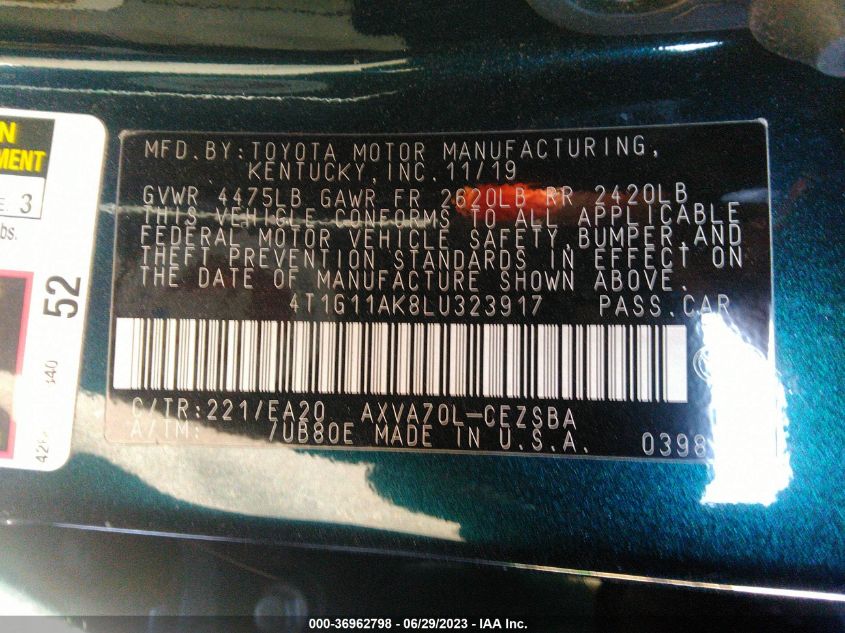 N
MENT
E 3
bs.
52
MFD.BY:TOYOTA MOTOR MANUFACTURING,
KENTUCKY,INC.11/19
GVWR 4475LB GAWR FR 2620LB RR 2420LB
THIS VEHICLE CONFORMS TO ALL APPLICABLE
FEDERAL MOTOR VEHICLE SAFETY,BUMPER,AND
THEFT PREVENTION STANDARDS IN EFFECT ON
THE DATE OF MANUFACTURE SHOWN ABOVE.
4T1G11AK8LU323917 PASS.CAR
C/TR:221/EA20 AXVA70L-CEZSBA
A/TM: 7UB80E MADE IN U.S.A.
0398
000-36962798 - 06/29/2023 - IAA Inc.